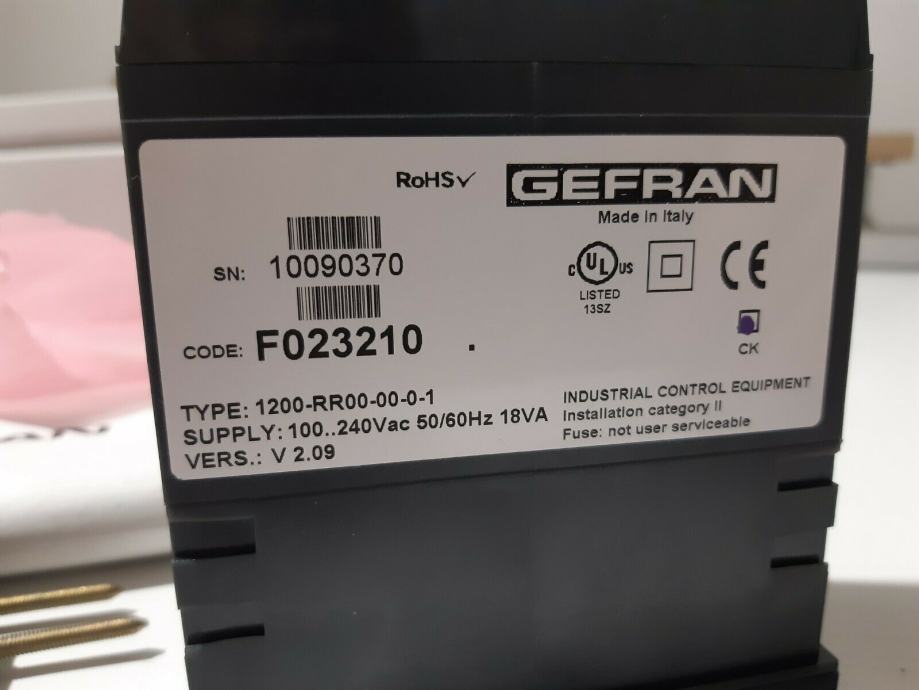 RoHS✓
GEFRAN
Made in Italy
SN: 10090370
C UL US
LISTED
13SZ
CE
CODE: F023210 .
CK
TYPE: 1200-RR00-00-0-1
SUPPLY: 100..240Vac 50/60Hz 18VA
VERS.: V 2.09
INDUSTRIAL CONTROL EQUIPMENT
Installation category II
Fuse: not user serviceable